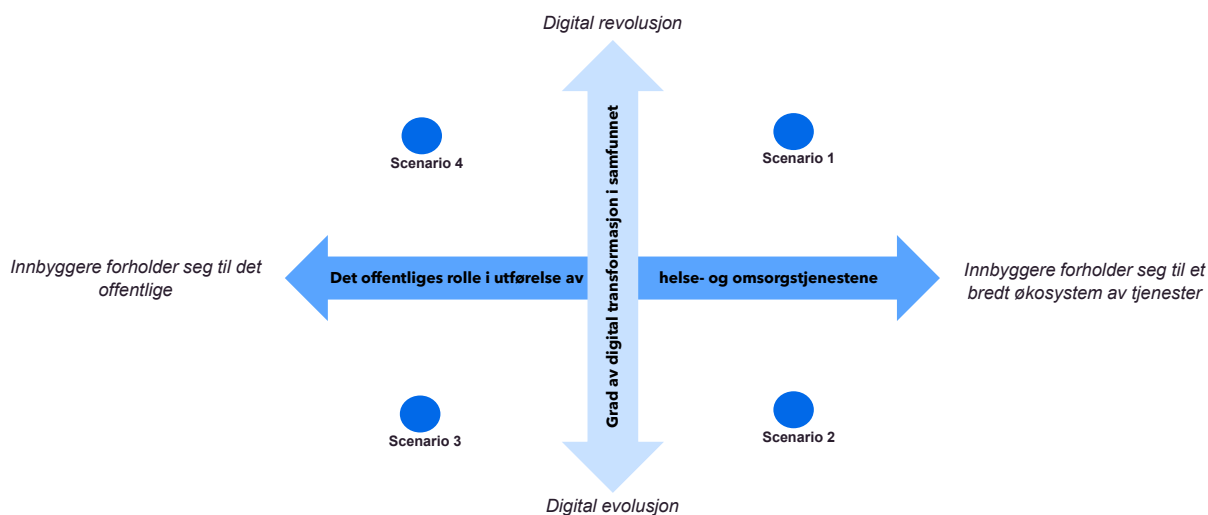 Digital revolusjon
Scenario 4
Scenario 1
Grad av digital transformasjon i samfunnet
Innbyggere forholder seg til det
offentlige
Det offentliges rolle i utførelse av
helse- og omsorgstjenestene
Innbyggere forholder seg til et
bredt økosystem av tjenester
Scenario 3
Scenario 2
Digital evolusjon